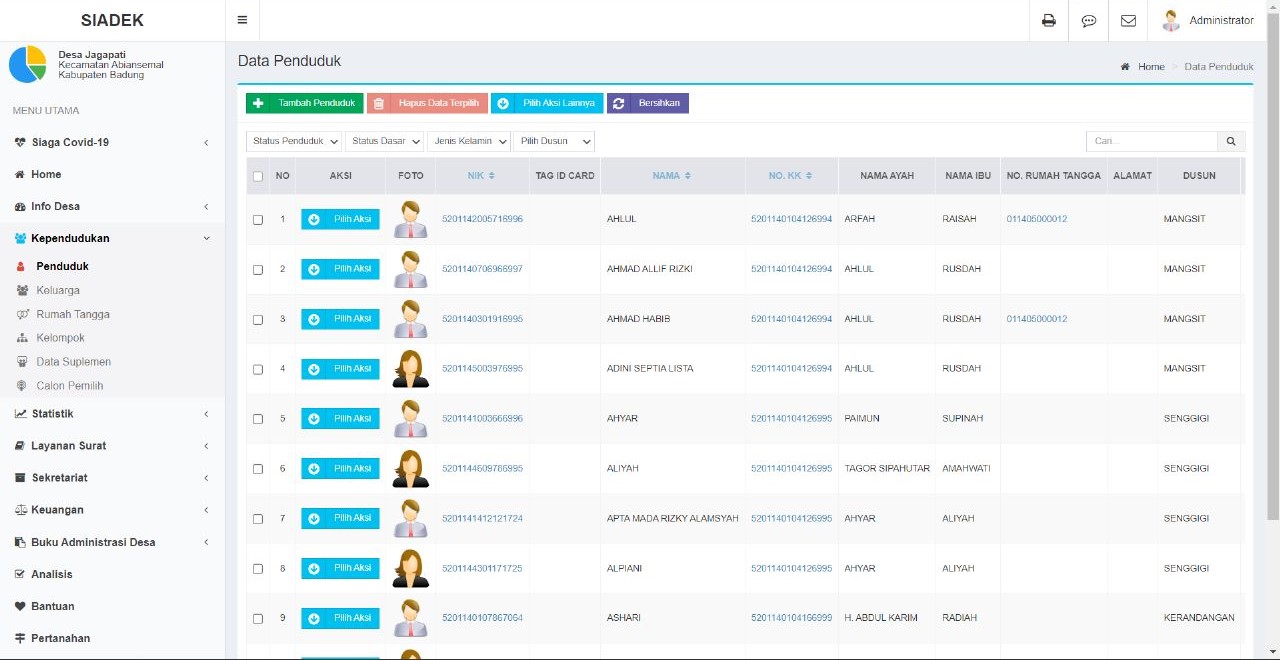 SIADEK
Administrator
Desa Jagapati
Kecamatan Abiansemal
Kabupaten Badung
MENU UTAMA
Siaga Covid-19
Home
Info Desa
Kependudukan
Penduduk
Keluarga
Rumah Tangga
Kelompok
Data Suplemen
Calon Pemilih
Statistik
Layanan Surat
Sekretariat
Keuangan
Buku Administrasi Desa
Analisis
Bantuan
Pertanahan
Data Penduduk
Home > Data Penduduk
Tambah Penduduk Hapus Data Terpilih Pilih Aksi Lainnya Bersihkan
Status Penduduk Status Dasar Jenis Kelamin Pilih Dusun Cari...
NO AKSI FOTO NIK TAG ID CARD NAMA NO. KK NAMA AYAH NAMA IBU NO. RUMAH TANGGA ALAMAT DUSUN
1 Pilih Aksi 5201142005716996 AHLUL 5201140104126994 ARFAH RAISAH 011405000012 MANGSIT
2 Pilih Aksi 5201140706966997 AHMAD ALLIF RIZKI 5201140104126994 AHLUL RUSDAH MANGSIT
3 Pilih Aksi 5201140301916995 AHMAD HABIB 5201140104126994 AHLUL RUSDAH 011405000012 MANGSIT
4 Pilih Aksi 5201145003976995 ADINI SEPTIA LISTA 5201140104126994 AHLUL RUSDAH MANGSIT
5 Pilih Aksi 5201141003666996 AHYAR 5201140104126995 PAIMUN SUPINAH SENGGIGI
6 Pilih Aksi 5201144609786995 ALIYAH 5201140104126995 TAGOR SIPAHUTAR AMAHWATI SENGGIGI
7 Pilih Aksi 5201141412121724 APTA MADA RIZKY ALAMSYAH 5201140104126995 AHYAR ALIYAH SENGGIGI
8 Pilih Aksi 5201144301171725 ALPIANI 5201140104126995 AHYAR ALIYAH SENGGIGI
9 Pilih Aksi 5201140107867064 ASHARI 5201140104166999 H. ABDUL KARIM RADIAH KERANDANGAN